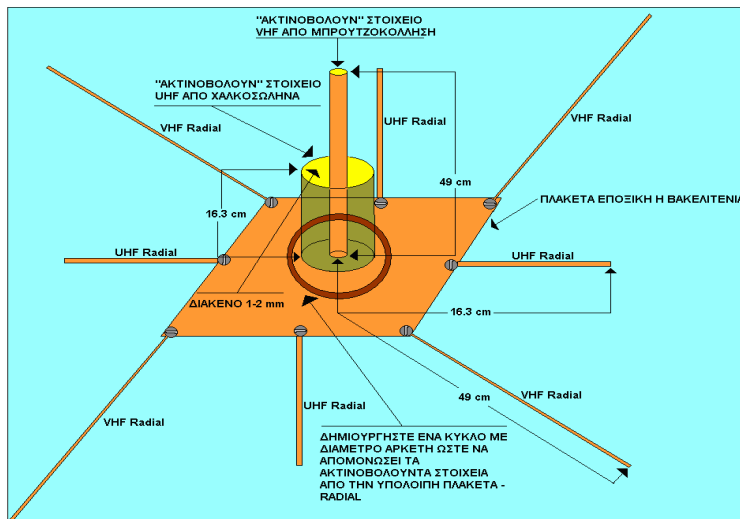 "ΑΚΤΙΝΟΒΟΛΟΥΝ" ΣΤΟΙΧΕΙΟ
VHF ΑΠΟ ΜΠΡΟΥΤΖΟΚΟΛΛΗΣΗ
"ΑΚΤΙΝΟΒΟΛΟΥΝ" ΣΤΟΙΧΕΙΟ
UHF ΑΠΟ ΧΑΛΚΟΣΩΛΗΝΑ
VHF Radial
UHF Radial
VHF Radial
49 cm
ΠΛΑΚΕΤΑ ΕΠΟΞΙΚΗ Η ΒΑΚΕΛΙΤΕΝΙΑ
16.3 cm
UHF Radial
UHF Radial
ΔΙΑΚΕΝΟ 1-2 mm
16.3 cm
49 cm
UHF Radial
VHF Radial
VHF Radial
ΔΗΜΙΟΥΡΓΗΣΤΕ ΕΝΑ ΚΥΚΛΟ ΜΕ
ΔΙΑΜΕΤΡΟ ΑΡΚΕΤΗ ΩΣΤΕ ΝΑ
ΑΠΟΜΟΝΩΣΕΙ ΤΑ
ΑΚΤΙΝΟΒΟΛΟΥΝΤΑ ΣΤΟΙΧΕΙΑ
ΑΠΟ ΤΗΝ ΥΠΟΛΟΙΠΗ ΠΛΑΚΕΤΑ -
RADIAL